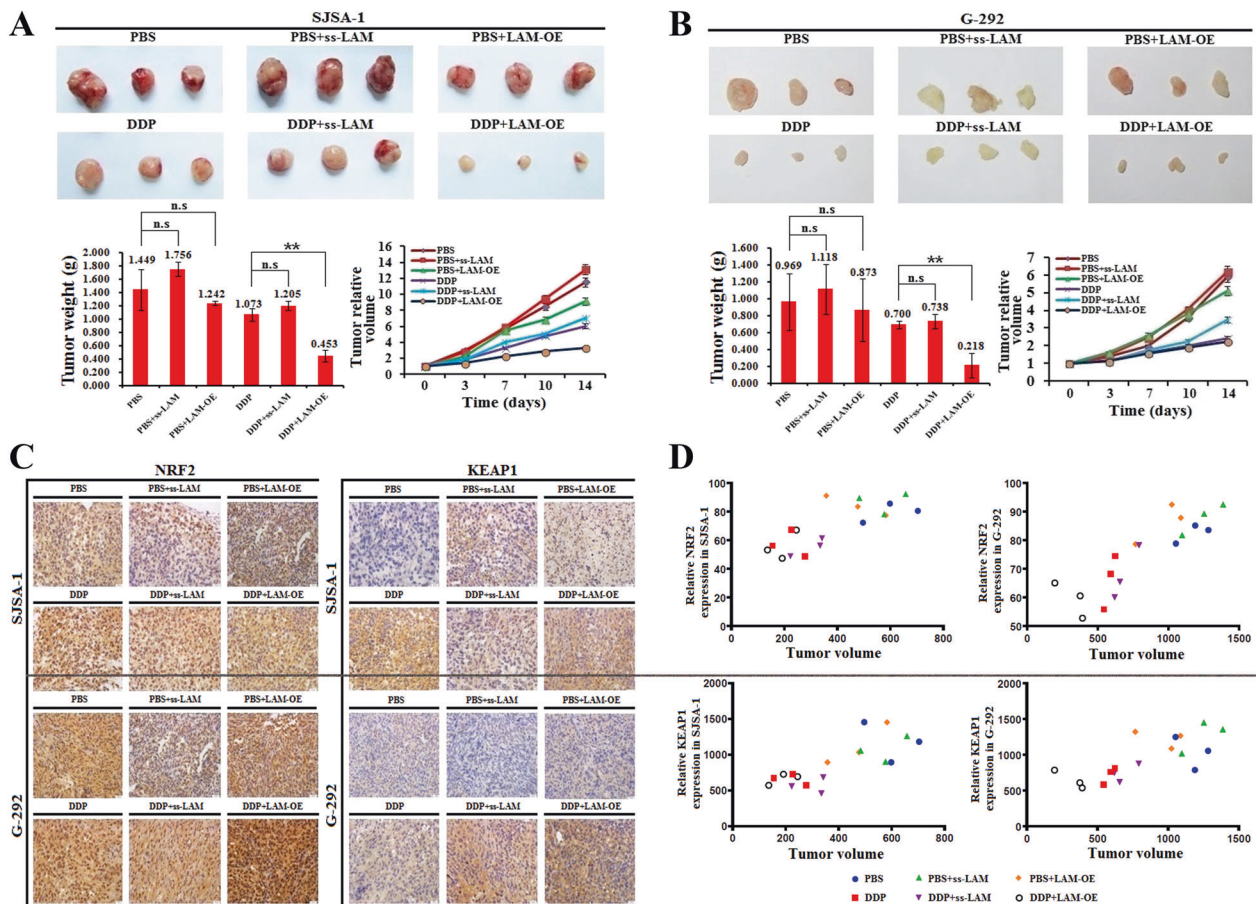 A
SJSA-1
PBS PBS+ss-LAM PBS+LAM-OE
DDP DDP+ss-LAM DDP+LAM-OE
Tumor weight (g)
2.000
1.800
1.600
1.400
1.200
1.000
0.800
0.600
0.400
0.200
0.000
n.s
n.s
**
n.s
1.449 1.756 1.242 1.073 1.205 0.453
PBS PBS+ss-LAM PBS+LAM-OE DDP DDP+ss-LAM DDP+LAM-OE
Tumor relative
volume
16
14
12
10
8
6
4
2
0
PBS
PBS+ss-LAM
PBS+LAM-OE
DDP
DDP+ss-LAM
DDP+LAM-OE
0 3 7 10 14
Time (days)
B
G-292
PBS PBS+ss-LAM PBS+LAM-OE
DDP DDP+ss-LAM DDP+LAM-OE
Tumor weight (g)
1.600
1.400
1.200
1.000
0.800
0.600
0.400
0.200
0.000
n.s
n.s
**
n.s
0.969 1.118 0.873 0.700 0.738 0.218
PBS PBS+ss-LAM PBS+LAM-OE DDP DDP+ss-LAM DDP+LAM-OE
Tumor relative
volume
7
6
5
4
3
2
1
0
PBS
PBS+ss-LAM
PBS+LAM-OE
DDP
DDP+ss-LAM
DDP+LAM-OE
0 3 7 10 14
Time (days)
C
NRF2 KEAP1
SJSA-1
PBS PBS+ss-LAM PBS+LAM-OE
DDP DDP+ss-LAM DDP+LAM-OE
SJSA-1
PBS PBS+ss-LAM PBS+LAM-OE
DDP DDP+ss-LAM DDP+LAM-OE
G-292
PBS PBS+ss-LAM PBS+LAM-OE
DDP DDP+ss-LAM DDP+LAM-OE
G-292
PBS PBS+ss-LAM PBS+LAM-OE
DDP DDP+ss-LAM DDP+LAM-OE
D
Relative NRF2
expression in SJSA-1
100
80
60
40
20
0
0 200 400 600 800
Tumor volume
Relative NRF2
expression in G-292
100
90
80
70
60
50
0 500 1000 1500
Tumor volume
Relative KEAP1
expression in SJSA-1
2000
1500
1000
500
0
0 200 400 600 800
Tumor volume
Relative KEAP1
expression in G-292
2000
1500
1000
500
0
0 500 1000 1500
Tumor volume
PBS PBS+ss-LAM PBS+LAM-OE
DDP DDP+ss-LAM DDP+LAM-OE